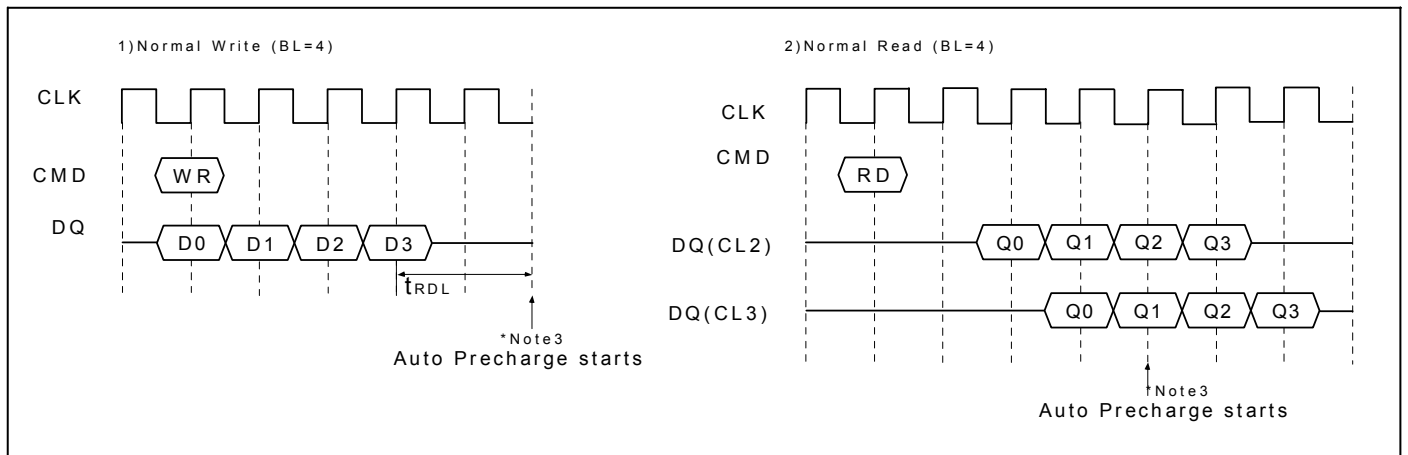 1)Normal Write (BL=4)
CLK
CMD
WR
DQ
D0 D1 D2 D3
tRDL
*Note3
Auto Precharge starts
2)Normal Read (BL=4)
CLK
CMD
RD
DQ(CL2)
Q0 Q1 Q2 Q3
DQ(CL3)
Q0 Q1 Q2 Q3
*Note3
Auto Precharge starts